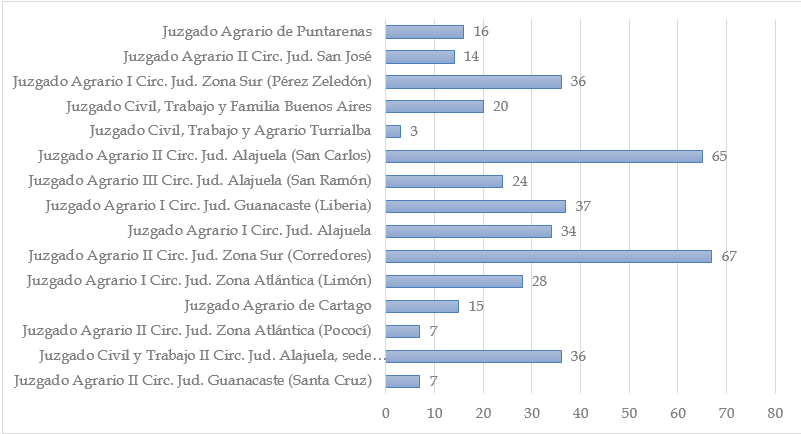 Juzgado Agrario de Puntarenas 16
Juzgado Agrario II Circ. Jud. San José 14
Juzgado Agrario I Circ. Jud. Zona Sur (Pérez Zeledón) 36
Juzgado Civil, Trabajo y Familia Buenos Aires 20
Juzgado Civil, Trabajo y Agrario Turrialba 3
Juzgado Agrario II Circ. Jud. Alajuela (San Carlos) 65
Juzgado Agrario III Circ. Jud. Alajuela (San Ramón) 24
Juzgado Agrario I Circ. Jud. Guanacaste (Liberia) 37
Juzgado Agrario I Circ. Jud. Alajuela 34
Juzgado Agrario II Circ. Jud. Zona Sur (Corredores) 67
Juzgado Agrario I Circ. Jud. Zona Atlántica (Limón) 28
Juzgado Agrario de Cartago 15
Juzgado Agrario II Circ. Jud. Zona Atlántica (Pococí) 7
Juzgado Civil y Trabajo II Circ. Jud. Alajuela, sede… 36
Juzgado Agrario II Circ. Jud. Guanacaste (Santa Cruz) 7
0 10 20 30 40 50 60 70 80